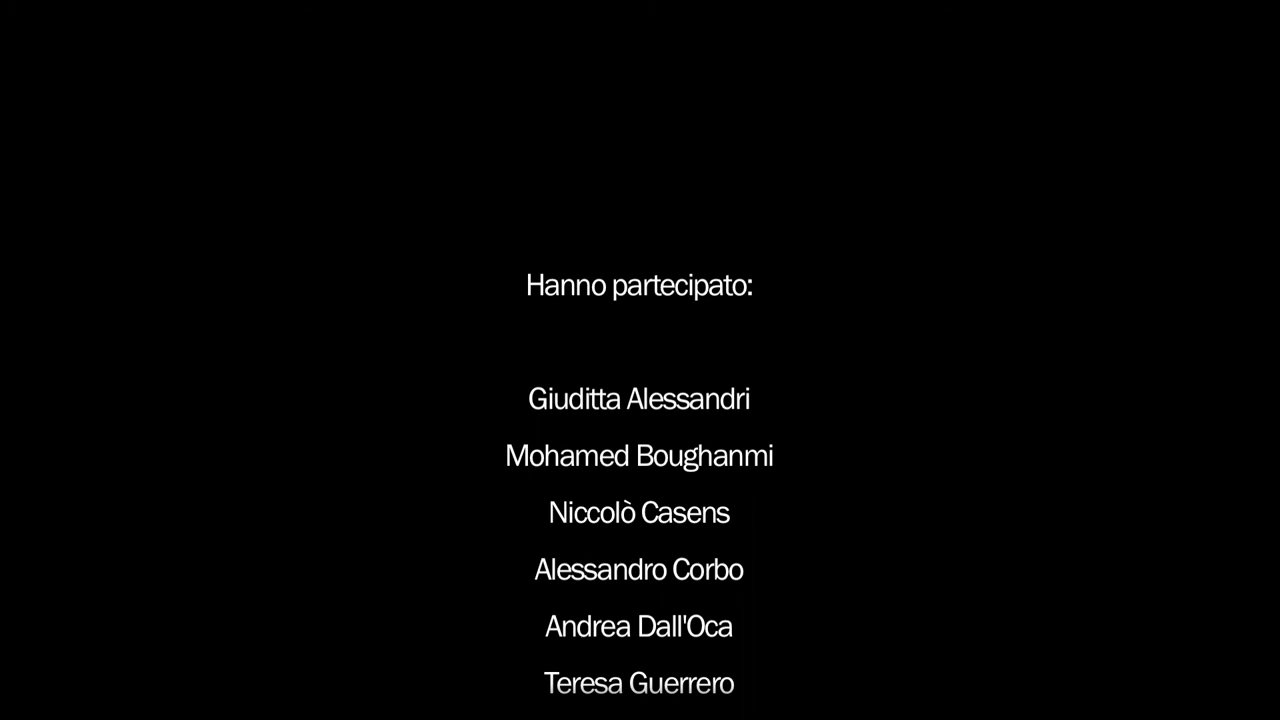 Hanno partecipato:
Giuditta Alessandri
Mohamed Boughanmi
Niccolò Casens
Alessandro Corbo
Andrea Dall'Oca
Teresa Guerrero